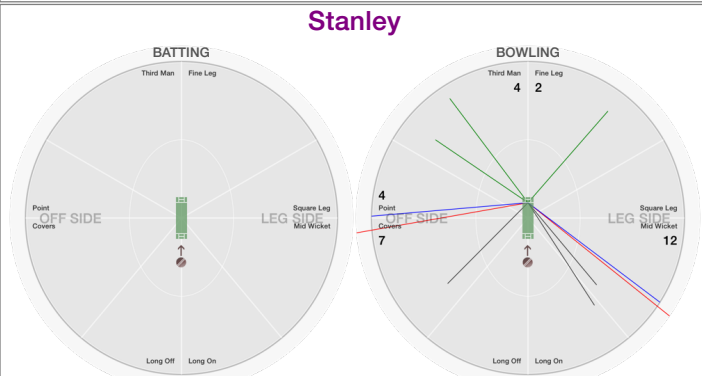 Stanley
BATTING
Third Man Fine Leg
Point
OFF SIDE
Covers
Square Leg
LEG SIDE
Mid Wicket
Long Off Long On
BOWLING
Third Man Fine Leg
4 2
4
Point
OFF SIDE
Covers
7
Square Leg
LEG SIDE
Mid Wicket
12
Long Off Long On